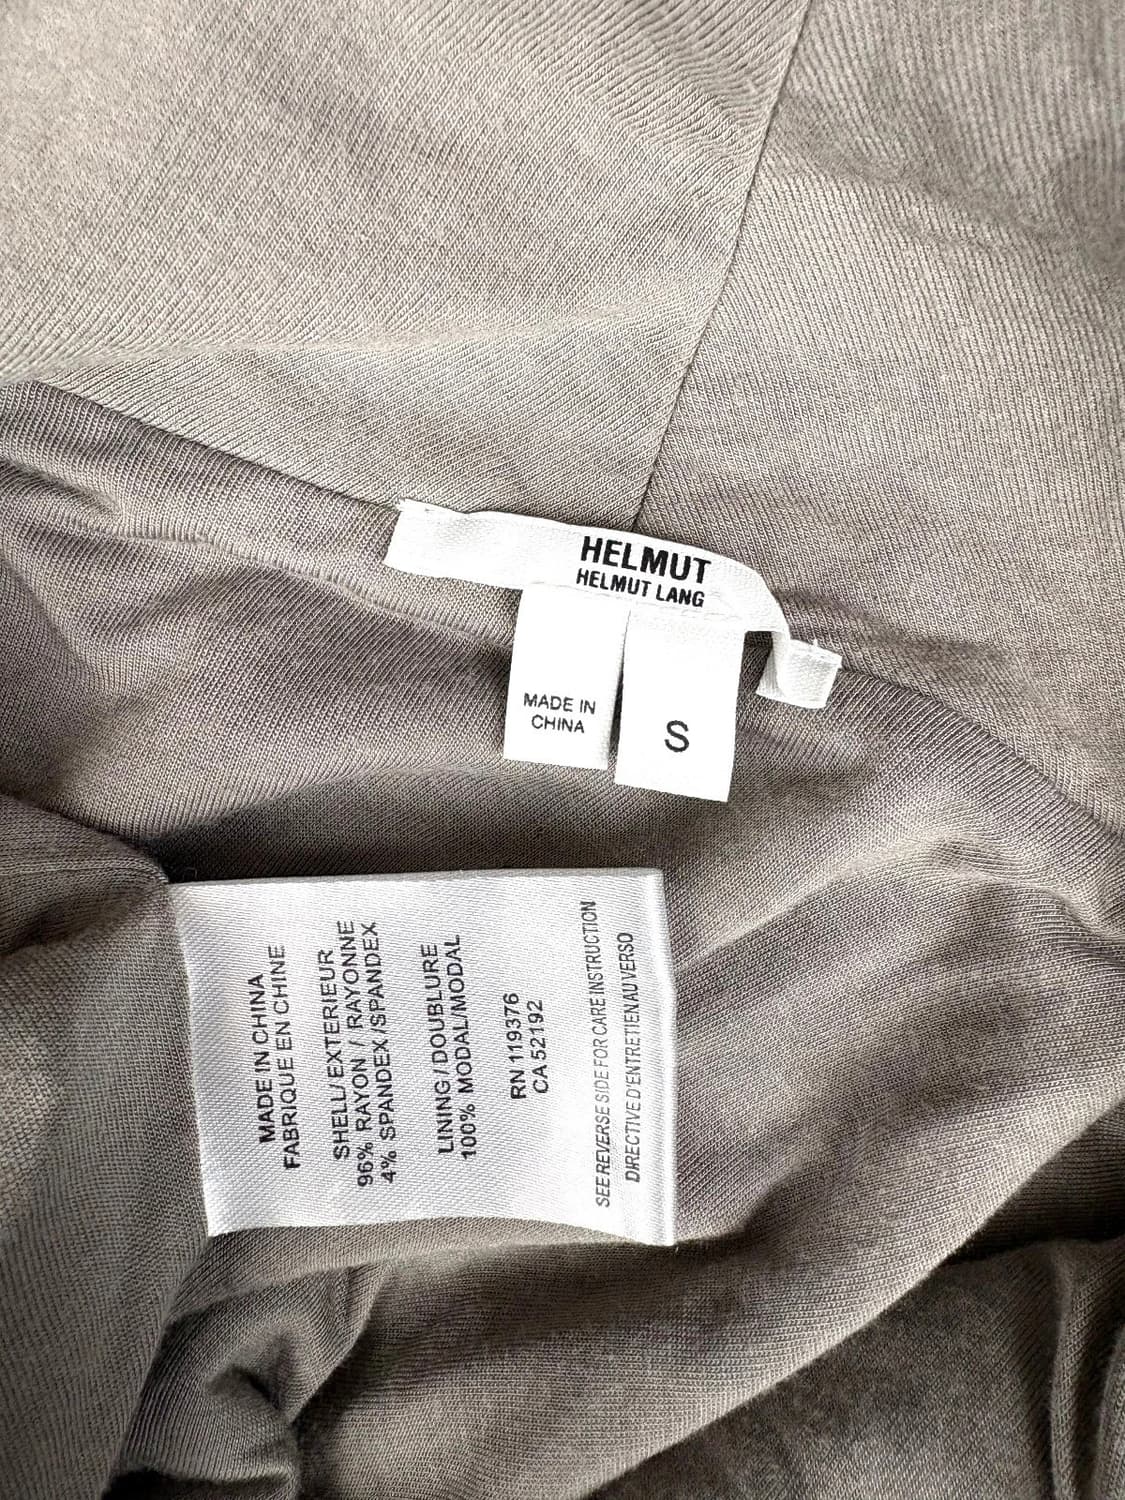 HELMUT
HELMUT LANG
MADE IN
CHINA
S
MADE IN CHINA
FABRIQUE EN CHINE
SHELL/ EXTERIEUR
96% RAYON / RAYONNE
4% SPANDEX /SPANDEX
LINING / DOUBLURE
100% MODAL/MODAL
RN 119376
CA 52192
SEE REVERSE SIDE FOR CARE INSTRUCTION
DIRECTIVE D'ENTRETIEN AU VERSO